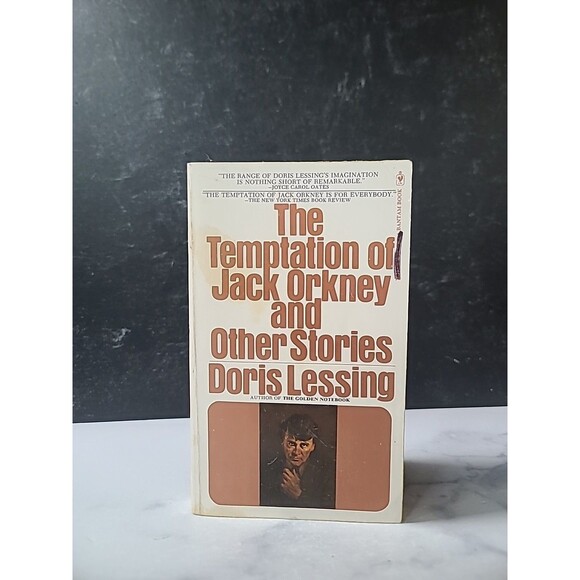 "THE RANGE OF DORIS LESSING'S IMAGINATION
IS NOTHING SHORT OF REMARKABLE."
—JOYCE CAROL OATES
"THE TEMPTATION OF JACK ORKNEY IS FOR EVERYBODY."
—THE NEW YORK TIMES BOOK REVIEW
BANTAM BOOK
The
Temptation of
Jack Orkney
and
Other Stories
Doris Lessing
AUTHOR OF THE GOLDEN NOTEBOOK